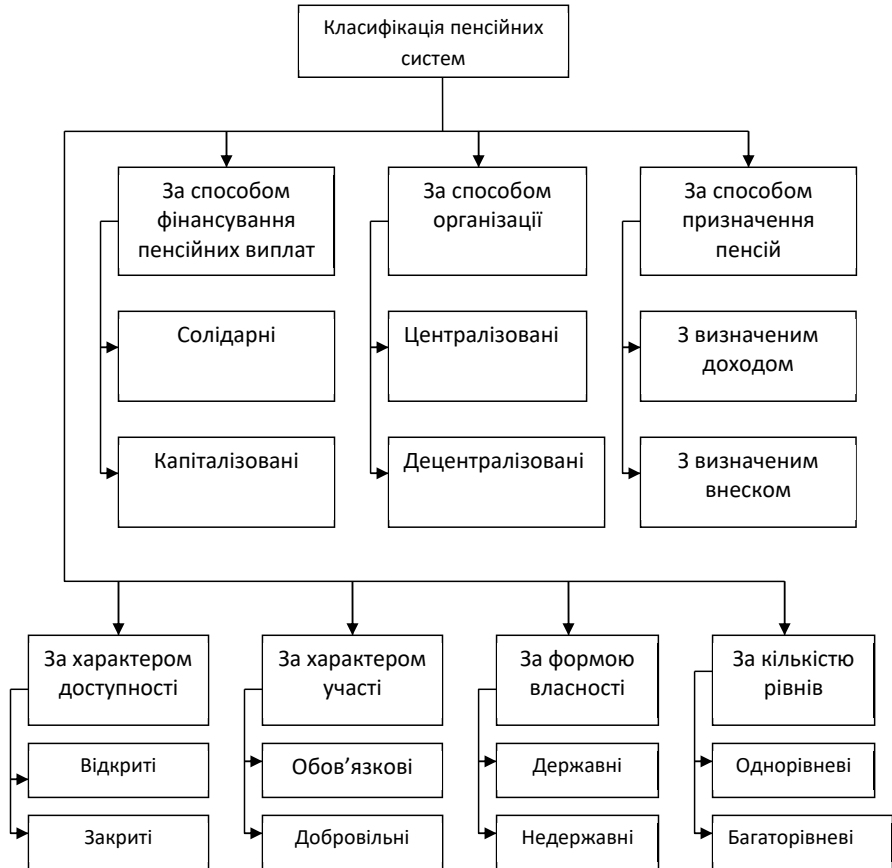 Класифікація пенсійних
систем
За способом
фінансування
пенсійних виплат
За способом
організації
За способом
призначення
пенсій
Солідарні
Централізовані
З визначеним
доходом
Капіталізовані
Децентралізовані
З визначеним
внеском
За характером
доступності
За характером
участі
За формою
власності
За кількістю
рівнів
Відкриті
Обов’язкові
Державні
Однорівневі
Закриті
Добровільні
Недержавні
Багаторівневі